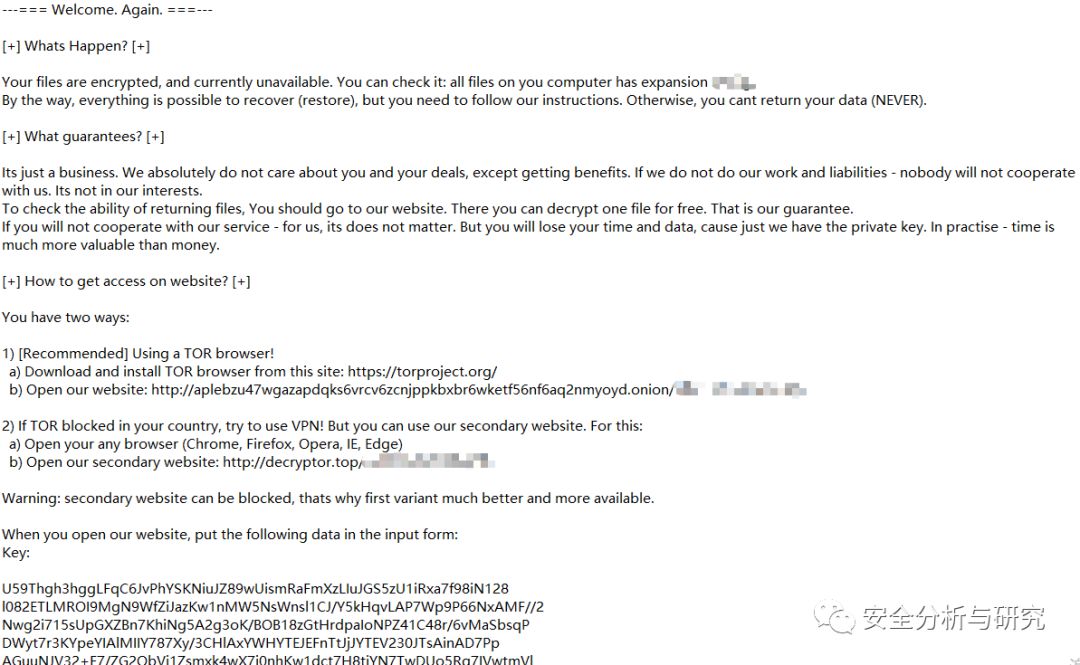 ---=== Welcome. Again. ===---
[+] Whats Happen? [+]
Your files are encrypted, and currently unavailable. You can check it: all files on you computer has expansion
By the way, everything is possible to recover (restore), but you need to follow our instructions. Otherwise, you cant return your data (NEVER).
[+] What guarantees? [+]
Its just a business. We absolutely do not care about you and your deals, except getting benefits. If we do not do our work and liabilities - nobody will not cooperate
with us. Its not in our interests.
To check the ability of returning files, You should go to our website. There you can decrypt one file for free. That is our guarantee.
If you will not cooperate with our service - for us, its does not matter. But you will lose your time and data, cause just we have the private key. In practise - time is
much more valuable than money.
[+] How to get access on website? [+]
You have two ways:
1) [Recommended] Using a TOR browser!
a) Download and install TOR browser from this site: https://torproject.org/
b) Open our website: http://aplebzu47wgazapdqks6vrcv6zcnjppkbxbr6wketf56nf6aq2nmyoyd.onion/
2) If TOR blocked in your country, try to use VPN! But you can use our secondary website. For this:
a) Open your any browser (Chrome, Firefox, Opera, IE, Edge)
b) Open our secondary website: http://decryptor.top/
Warning: secondary website can be blocked, thats why first variant much better and more available.
When you open our website, put the following data in the input form:
Key:
U59Thgh3hggLFqC6JvPhYSKNiuJZ89wUismRaFmXzLIuJGS5zU1iRxa7f98iN128
l082ETLMROI9MgN9WfZiJazKw1nMW5NsWnsl1CJ/Y5kHqvLAP7Wp9P66NxAMF//2
Nwg2i715sUpGXZBn7KhiNg5A2g3oK/BOB18zGtHrdpaIoNPZ41C48r/6vMaSbsqP
DWyt7r3KYpeYIAlMIIY787Xy/3CHlAxYWHYTEJEFnTtJjJYTEV230JTsAinAD7Pp
安全分析与研究